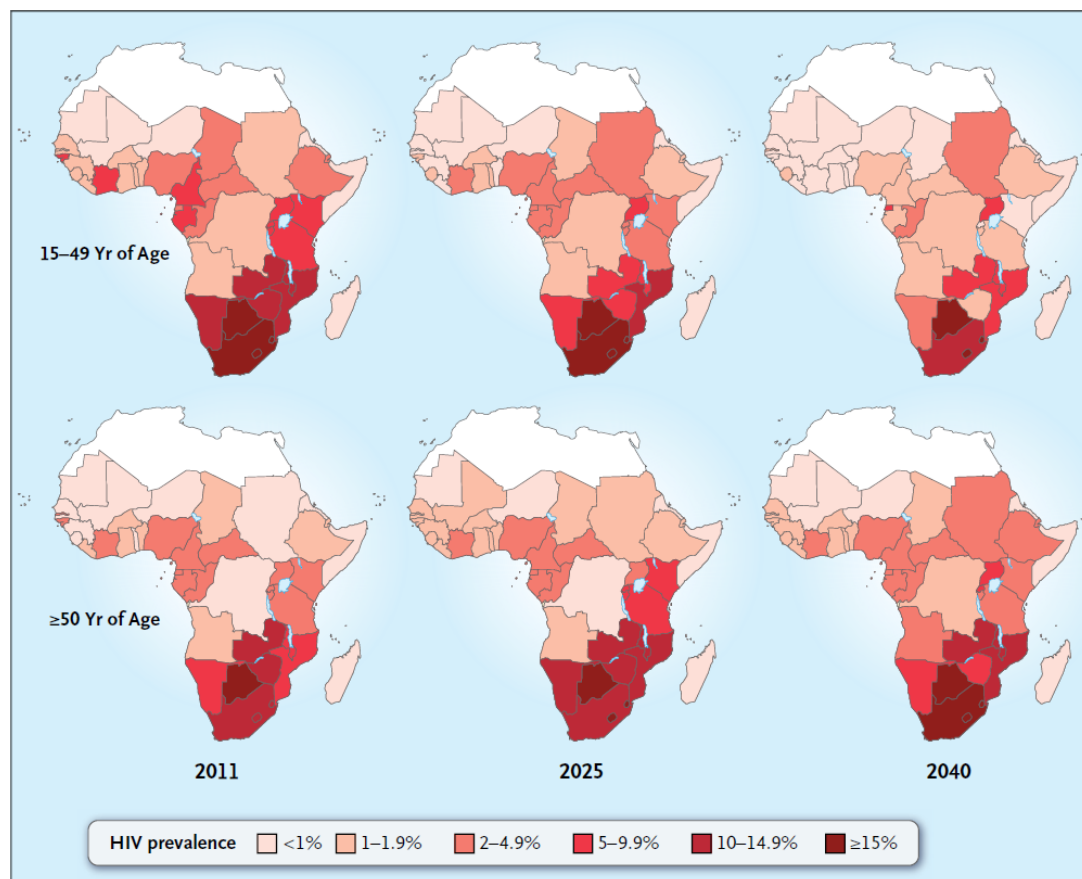 15–49 Yr of Age
≥50 Yr of Age
2011 2025 2040
HIV prevalence <1% 1–1.9% 2–4.9% 5–9.9% 10–14.9% ≥15%